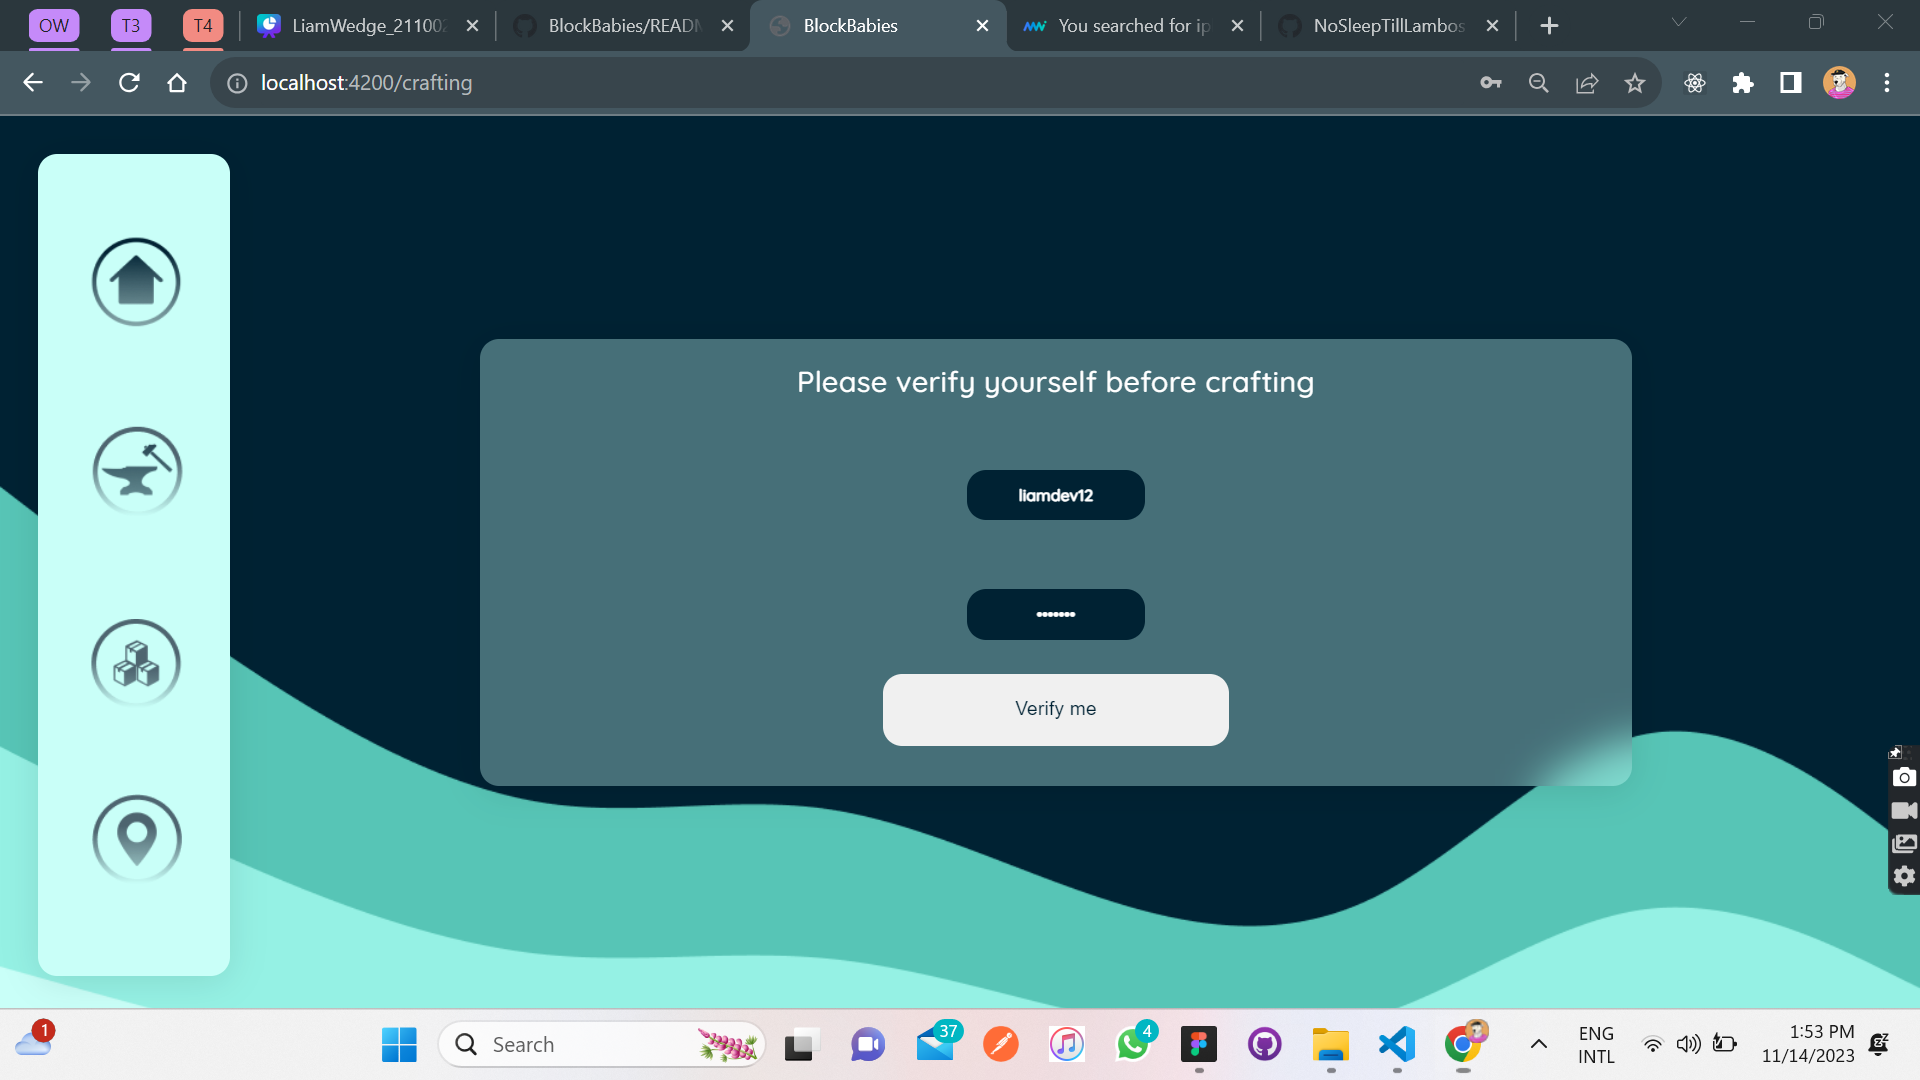 OW
T3
T4
LiamWedge_21100
BlockBabies/READ
BlockBabies
You searched for ip
NoSleepTillLambos
localhost:4200/crafting
Please verify yourself before crafting
liamdev12
•••••••
Verify me
1
Search
37
4
ENG
INTL
1:53 PM
11/14/2023